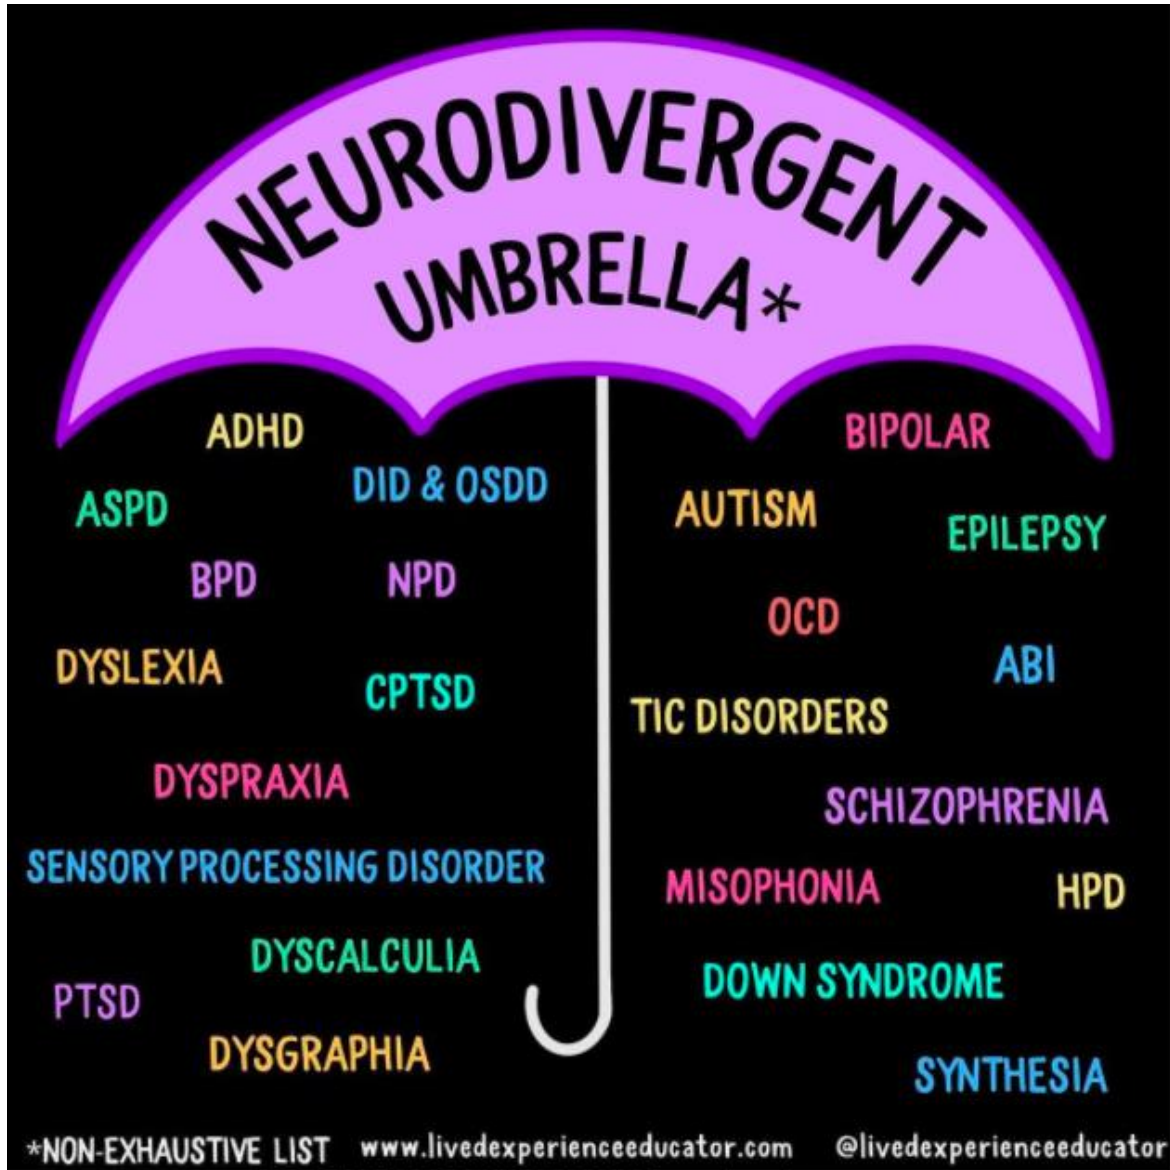 NEURODIVERGENT
UMBRELLA*
ADHD
DID & OSDD
ASPD
BPD
NPD
DYSLEXIA
CPTSD
DYSPRAXIA
SENSORY PROCESSING DISORDER
DYSCALCULIA
PTSD
DYSGRAPHIA
BIPOLAR
AUTISM
EPILEPSY
OCD
ABI
TIC DISORDERS
SCHIZOPHRENIA
MISOPHONIA
HPD
DOWN SYNDROME
SYNTHESIA
*NON-EXHAUSTIVE LIST www.livedexperienceeducator.com @livedexperienceeducator